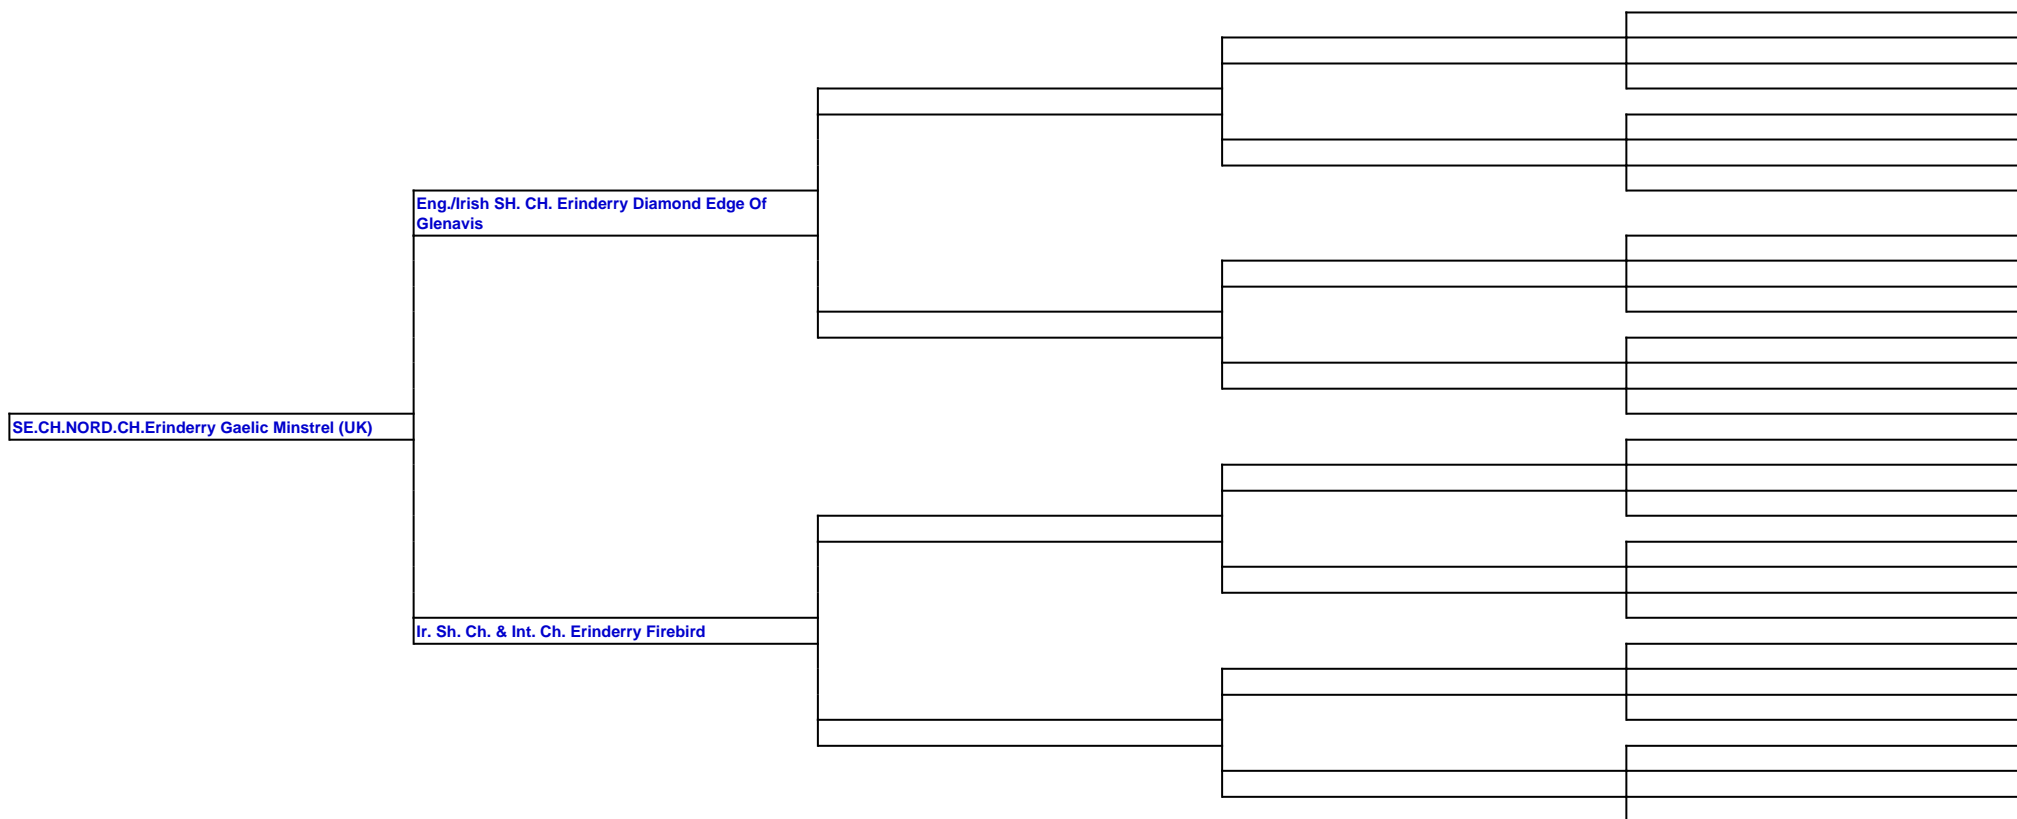 Eng./Irish SH. CH. Erinderry Diamond Edge Of
Glenavis
SE.CH.NORD.CH.Erinderry Gaelic Minstrel (UK)
Ir. Sh. Ch. & Int. Ch. Erinderry Firebird